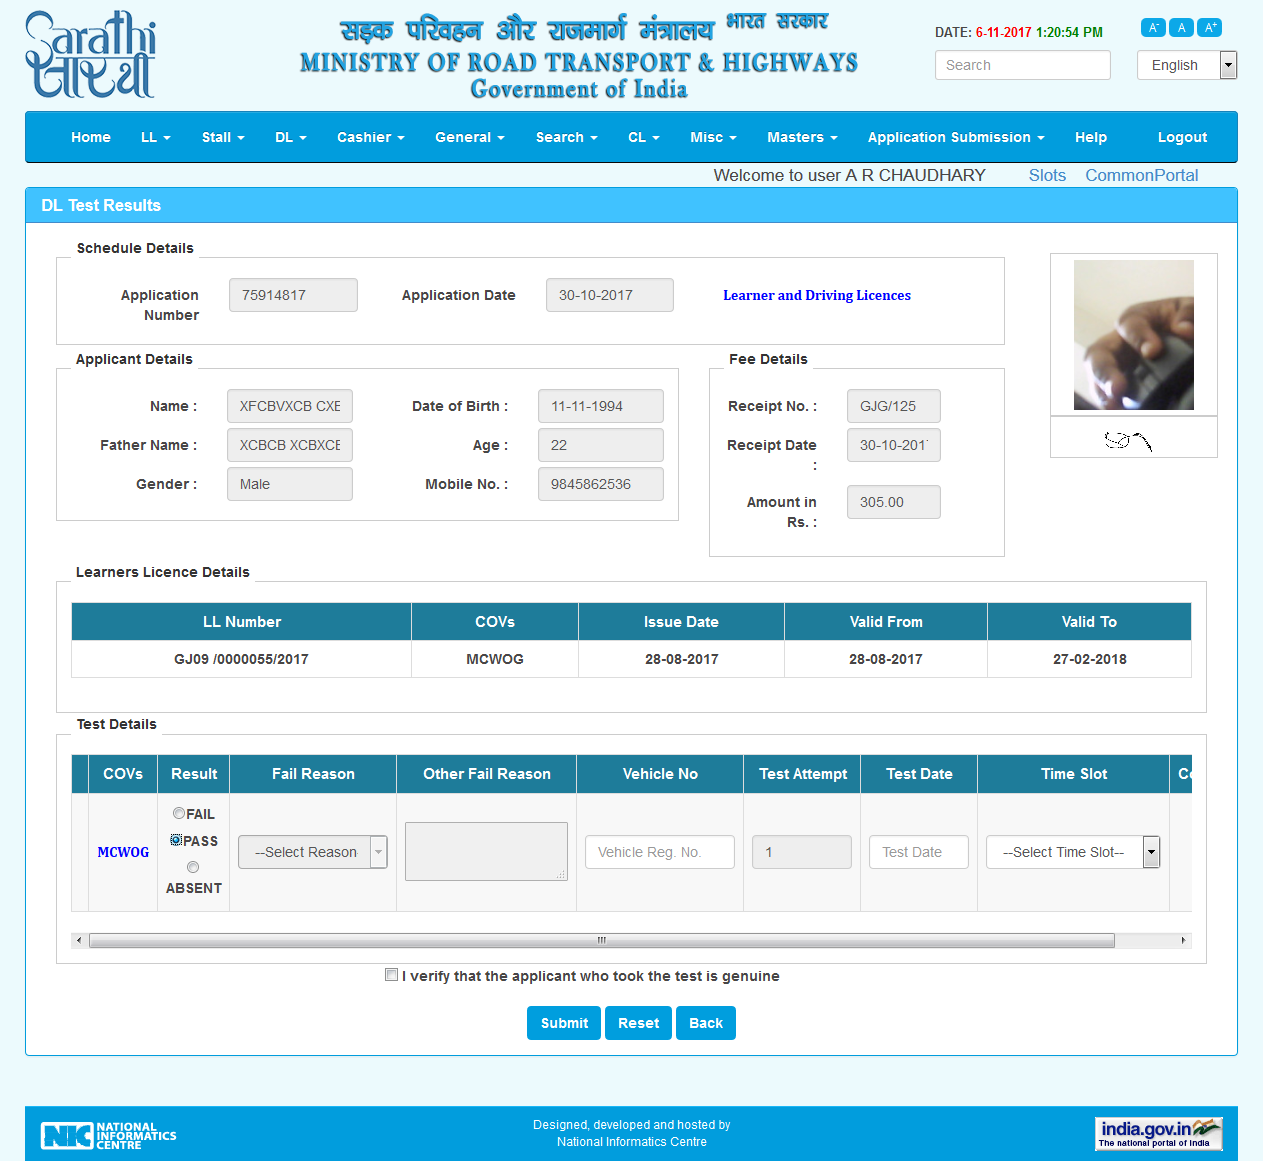 Sarathi
सारथी
सड़क परिवहन और राजमार्ग मंत्रालय भारत सरकार
MINISTRY OF ROAD TRANSPORT & HIGHWAYS
Government of India
DATE: 6-11-2017 1:20:54 PM
A- A A+
Search
English
Home LL Stall DL Cashier General Search CL Misc Masters Application Submission Help Logout
Welcome to user A R CHAUDHARY Slots CommonPortal
DL Test Results
Schedule Details
Application Number 75914817 Application Date 30-10-2017 Learner and Driving Licences
Applicant Details
Name : XFCBVXCB CXB Date of Birth : 11-11-1994
Father Name : XCBCB XCBXCB Age : 22
Gender : Male Mobile No. : 9845862536
Fee Details
Receipt No. : GJG/125
Receipt Date : 30-10-2017
Amount in Rs. : 305.00
Learners Licence Details
LL Number COVs Issue Date Valid From Valid To
GJ09 /0000055/2017 MCWOG 28-08-2017 28-08-2017 27-02-2018
Test Details
COVs Result Fail Reason Other Fail Reason Vehicle No Test Attempt Test Date Time Slot
FAIL
PASS
MCWOG --Select Reason- Vehicle Reg. No. 1 Test Date --Select Time Slot--
ABSENT
I verify that the applicant who took the test is genuine
Submit Reset Back
NIC NATIONAL INFORMATICS CENTRE
Designed, developed and hosted by
National Informatics Centre
india.gov.in
The national portal of India